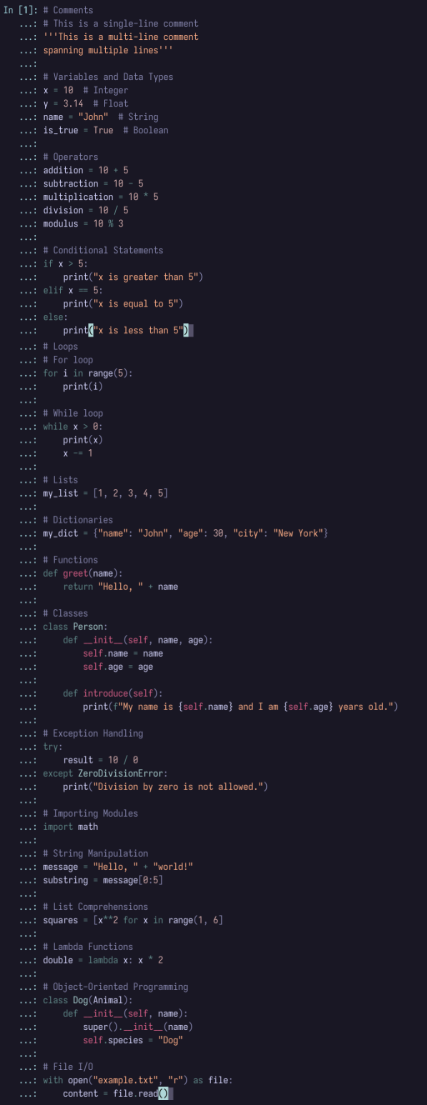 In [1]: # Comments
   ...: # This is a single-line comment
   ...: '''This is a multi-line comment
   ...: spanning multiple lines'''
   ...:
   ...: # Variables and Data Types
   ...: x = 10  # Integer
   ...: y = 3.14  # Float
   ...: name = "John"  # String
   ...: is_true = True  # Boolean
   ...:
   ...: # Operators
   ...: addition = 10 + 5
   ...: subtraction = 10 - 5
   ...: multiplication = 10 * 5
   ...: division = 10 / 5
   ...: modulus = 10 % 3
   ...:
   ...: # Conditional Statements
   ...: if x > 5:
   ...:     print("x is greater than 5")
   ...: elif x == 5:
   ...:     print("x is equal to 5")
   ...: else:
   ...:     print("x is less than 5")
   ...: # Loops
   ...: # For loop
   ...: for i in range(5):
   ...:     print(i)
   ...:
   ...: # While loop
   ...: while x > 0:
   ...:     print(x)
   ...:     x -= 1
   ...:
   ...: # Lists
   ...: my_list = [1, 2, 3, 4, 5]
   ...:
   ...: # Dictionaries
   ...: my_dict = {"name": "John", "age": 30, "city": "New York"}
   ...:
   ...: # Functions
   ...: def greet(name):
   ...:     return "Hello, " + name
   ...:
   ...: # Classes
   ...: class Person:
   ...:     def __init__(self, name, age):
   ...:         self.name = name
   ...:         self.age = age
   ...:
   ...:     def introduce(self):
   ...:         print(f"My name is {self.name} and I am {self.age} years old.")
   ...:
   ...: # Exception Handling
   ...: try:
   ...:     result = 10 / 0
   ...: except ZeroDivisionError:
   ...:     print("Division by zero is not allowed.")
   ...:
   ...: # Importing Modules
   ...: import math
   ...:
   ...: # String Manipulation
   ...: message = "Hello, " + "world!"
   ...: substring = message[0:5]
   ...:
   ...: # List Comprehensions
   ...: squares = [x**2 for x in range(1, 6]
   ...:
   ...: # Lambda Functions
   ...: double = lambda x: x * 2
   ...:
   ...: # Object-Oriented Programming
   ...: class Dog(Animal):
   ...:     def __init__(self, name):
   ...:         super().__init__(name)
   ...:         self.species = "Dog"
   ...:
   ...: # File I/O
   ...: with open("example.txt", "r") as file:
   ...:     content = file.read()